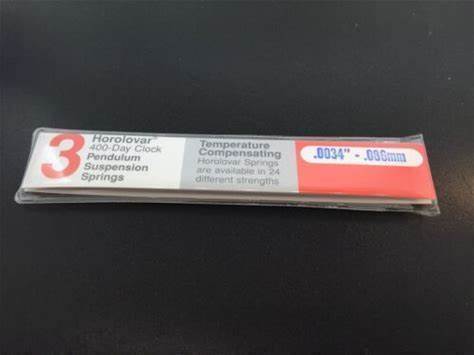 3
Horolovar®
400-Day Clock
Pendulum
Suspension
Springs
Temperature
Compensating
Horolovar Springs
are available in 24
different strengths
.0034" - .086mm